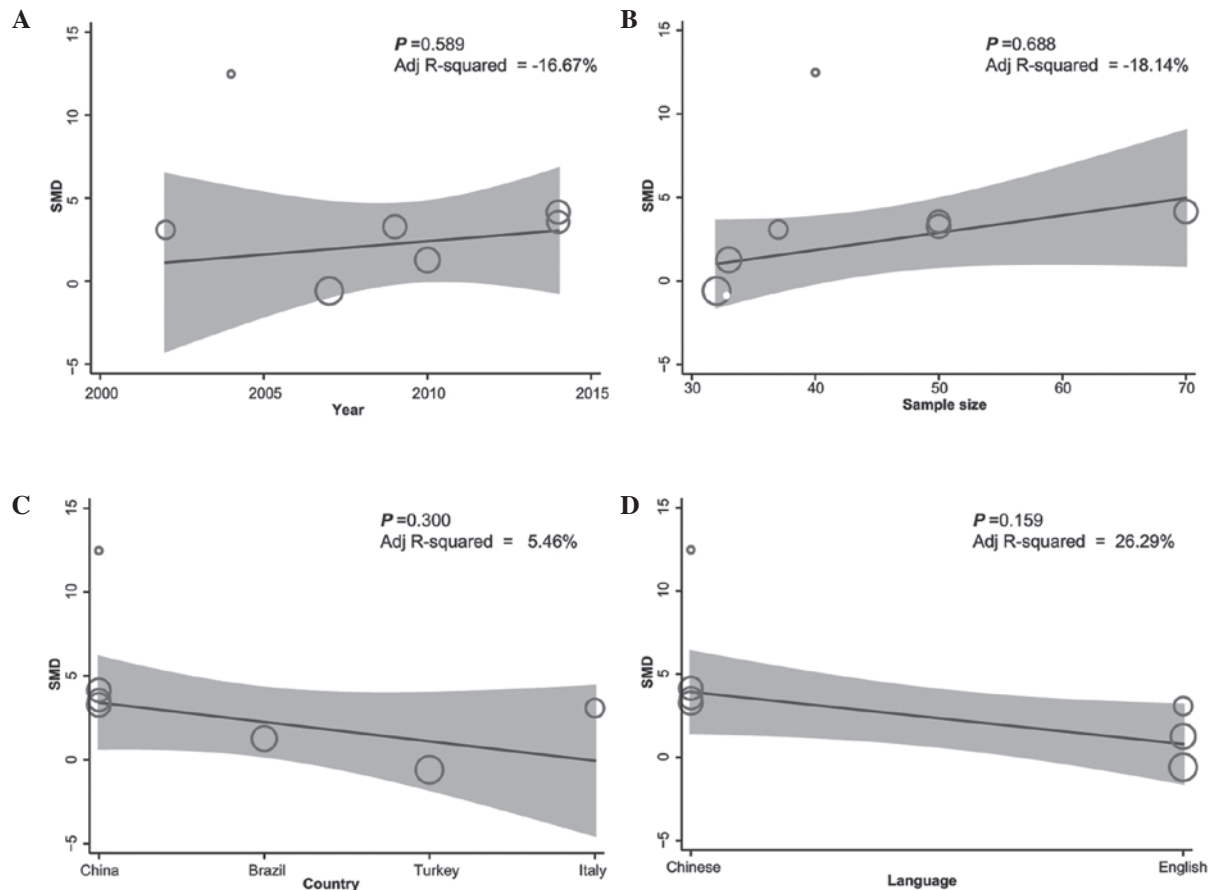 A
P =0.589
Adj R-squared = -16.67%
15
10
5
0
−5
SMD
2000
2005
2010
2015
Year
B
P =0.688
Adj R-squared = -18.14%
15
10
5
0
−5
SMD
30
40
50
60
70
Sample size
C
P =0.300
Adj R-squared = 5.46%
15
10
5
0
−5
SMD
China
Brazil
Turkey
Italy
Country
D
P =0.159
Adj R-squared = 26.29%
15
10
5
0
−5
SMD
Chinese
English
Language